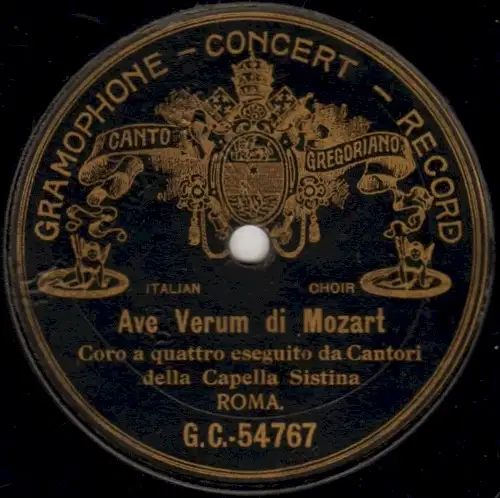 GRAMOPHONE - CONCERT - RECORD
CANTO GREGORIANO
ITALIAN CHOIR
Ave Verum di Mozart
Coro a quattro eseguito da Cantori
della Capella Sistina
ROMA.
G.C.-54767